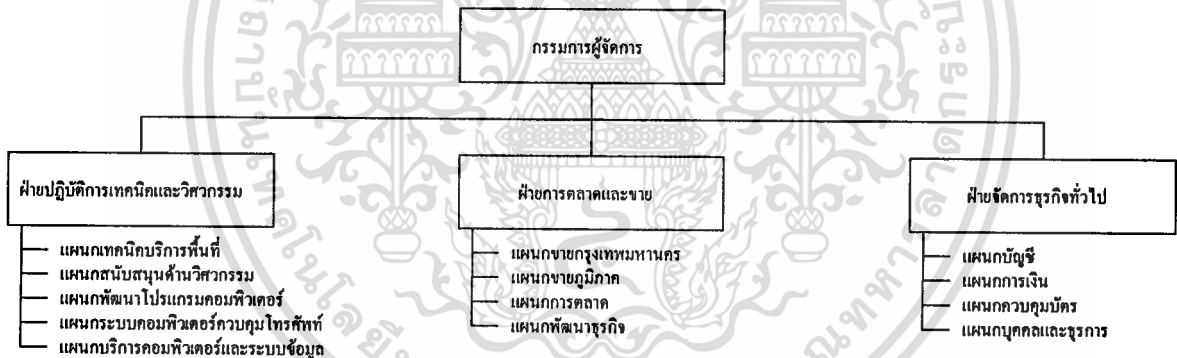 กรรมการผู้จัดการ
ฝ่ายปฏิบัติการเทคนิคและวิศวกรรม
แผนกเทคนิคบริการพื้นที่
แผนกสนับสนุนด้านวิศวกรรม
แผนกพัฒนาโปรแกรมคอมพิวเตอร์
แผนกระบบคอมพิวเตอร์ควบคุมโทรศัพท์
แผนกบริการคอมพิวเตอร์และระบบข้อมูล
ฝ่ายการตลาดและขาย
แผนกขายกรุงเทพมหานคร
แผนกขายภูมิภาค
แผนกการตลาด
แผนกพัฒนาธุรกิจ
ฝ่ายจัดการธุรกิจทั่วไป
แผนกบัญชี
แผนกการเงิน
แผนกควบคุมบัตร
แผนกบุคคลและธุรการ